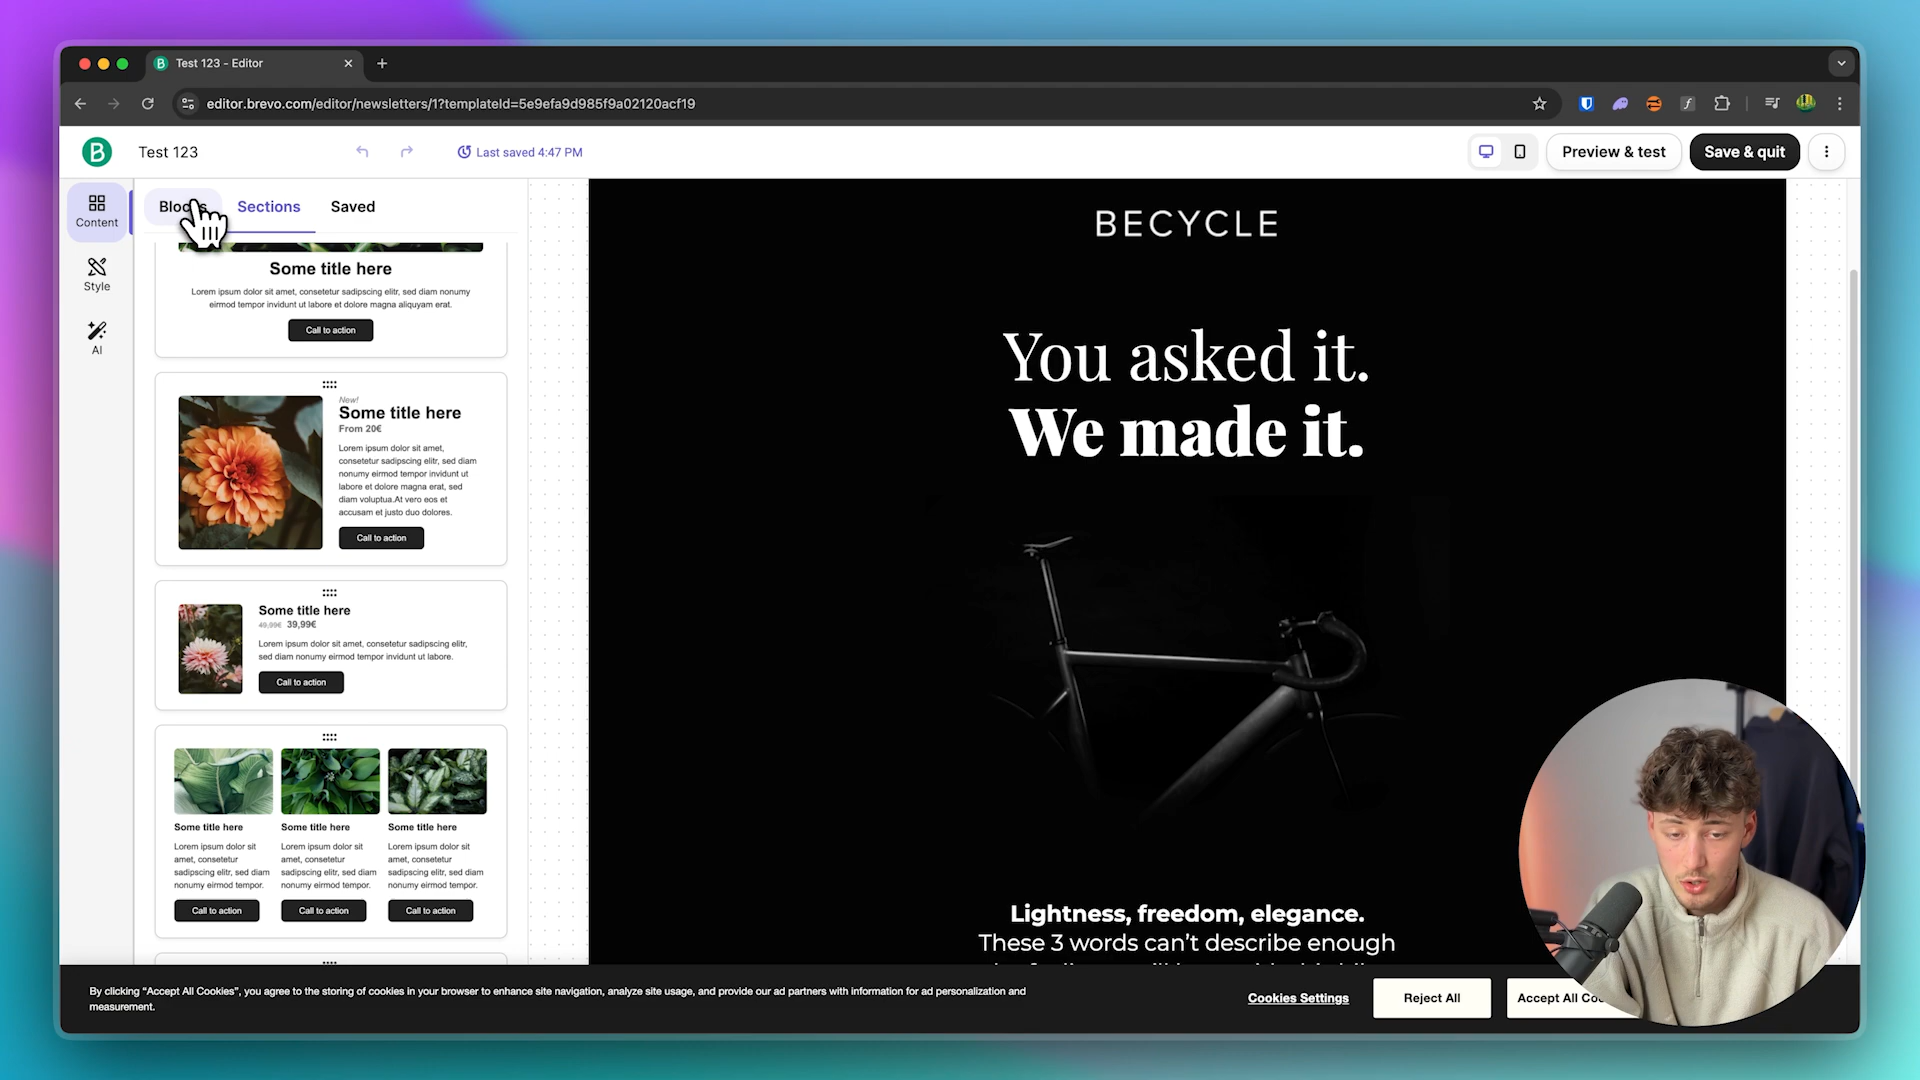 Test 123 - Editor
editor.brevo.com/editor/newsletters/1?templateId=5e9efa9d985f9a02120acf19
B
Test 123
Last saved 4:47 PM
Preview & test
Save & quit
Content
Style
AI
Blocks
Sections
Saved
Some title here
Lorem ipsum dolor sit amet, consetetur sadipscing elitr, sed diam nonumy
eirmod tempor invidunt ut labore et dolore magna aliquyam erat.
Call to action
New!
Some title here
From 20€
Lorem ipsum dolor sit amet,
consetetur sadipscing elitr, sed diam
nonumy eirmod tempor invidunt ut
labore et dolore magna erat, sed
diam voluptua.At vero eos et
accusam et justo duo dolores.
Call to action
Some title here
49,99€ 39,99€
Lorem ipsum dolor sit amet, consetetur sadipscing elitr,
sed diam nonumy eirmod tempor invidunt ut labore.
Call to action
Some title here
Lorem ipsum dolor sit
amet, consetetur
sadipscing elitr, sed diam
nonumy eirmod tempor.
Call to action
Some title here
Lorem ipsum dolor sit
amet, consetetur
sadipscing elitr, sed diam
nonumy eirmod tempor.
Call to action
Some title here
Lorem ipsum dolor sit
amet, consetetur
sadipscing elitr, sed diam
nonumy eirmod tempor.
Call to action
BECYCLE
You asked it.
We made it.
Lightness, freedom, elegance.
These 3 words can't describe enough
By clicking "Accept All Cookies", you agree to the storing of cookies in your browser to enhance site navigation, analyze site usage, and provide our ad partners with information for ad personalization and
measurement.
Cookies Settings
Reject All
Accept All